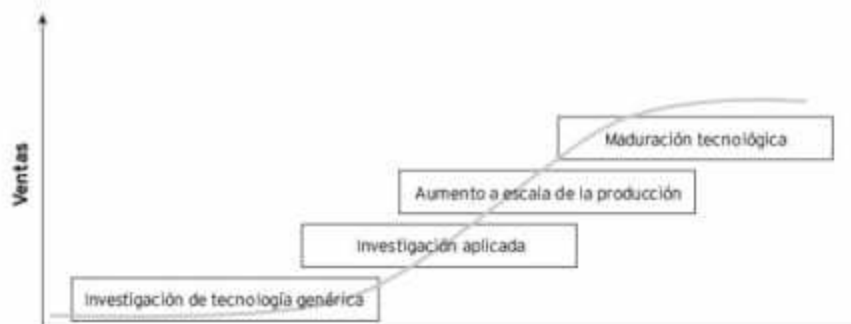 Ventas
Maduración tecnológica
Aumento a escala de la producción
Investigación aplicada
Investigación de tecnología genérica